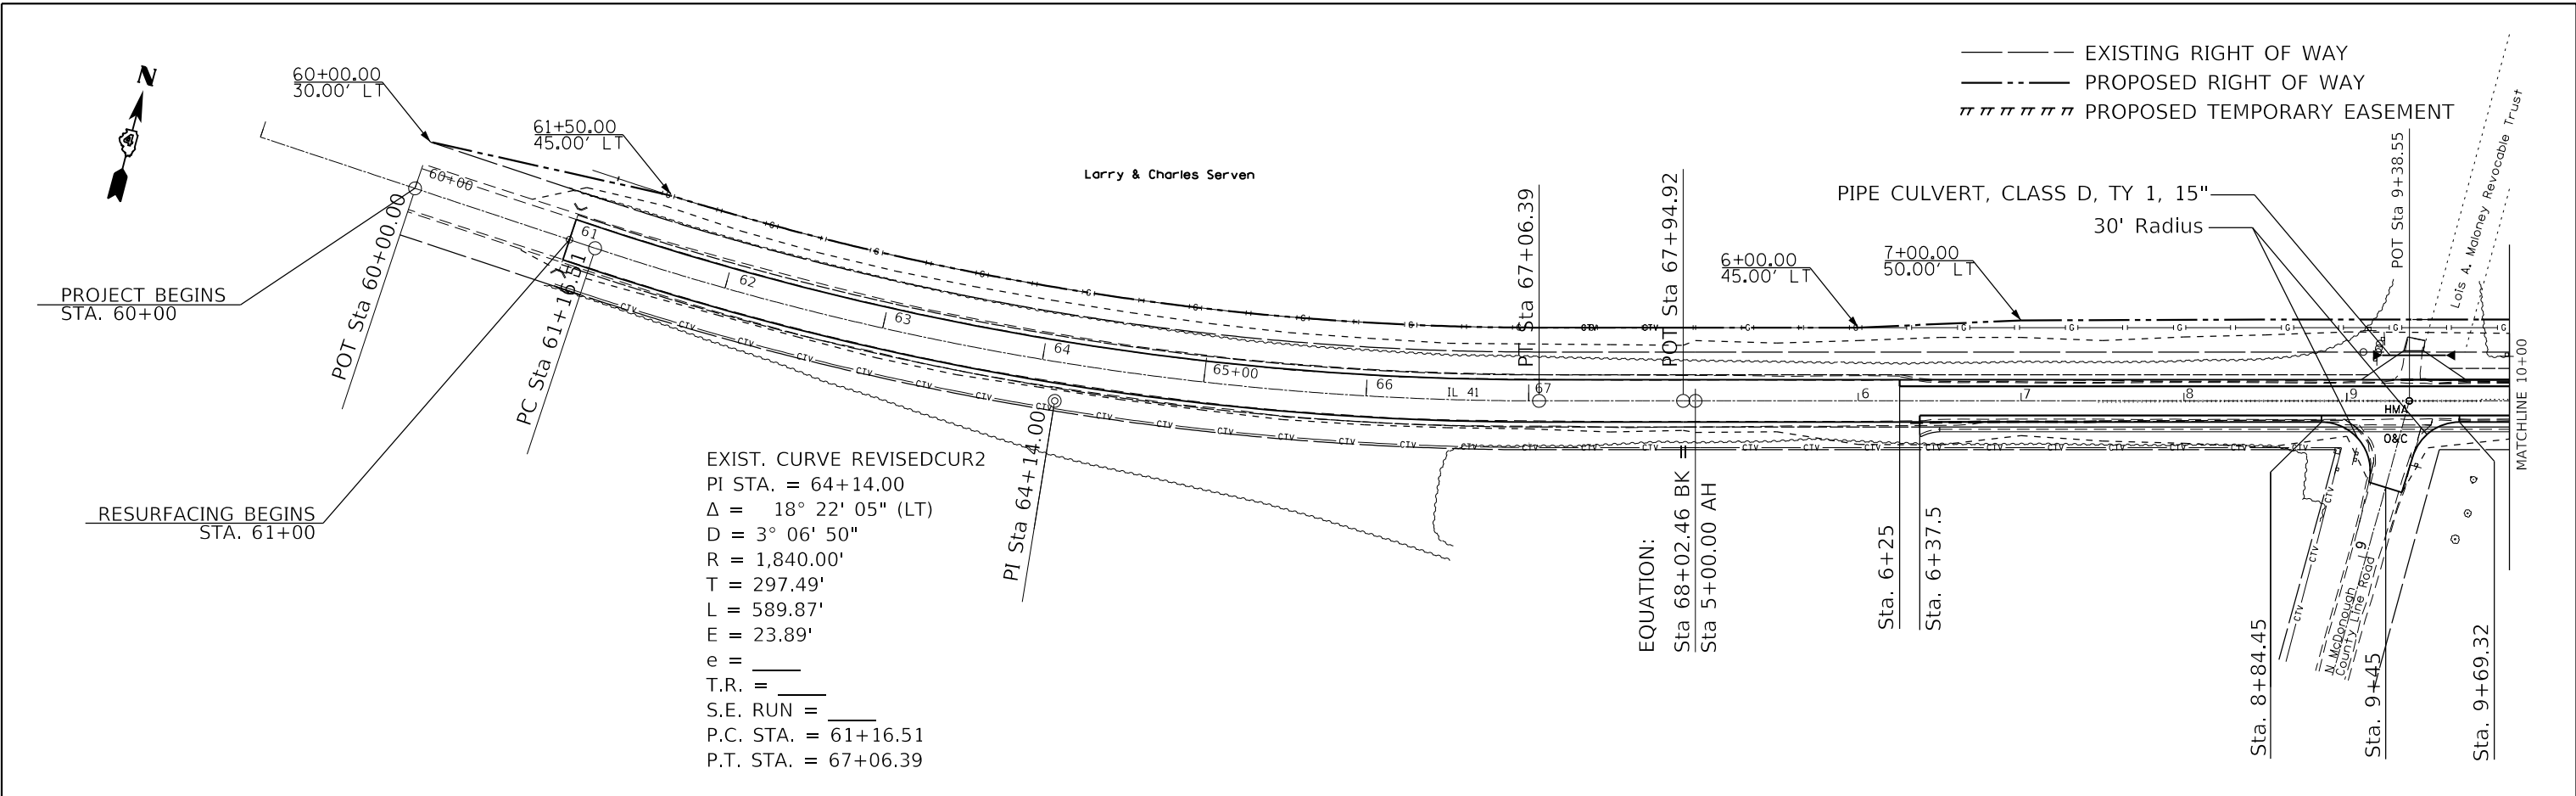 N
4
60+00.00
30.00' LT
61+50.00
45.00' LT
EXISTING RIGHT OF WAY
PROPOSED RIGHT OF WAY
PROPOSED TEMPORARY EASEMENT
Larry & Charles Serven
PIPE CULVERT, CLASS D, TY 1, 15"
30' Radius
6+00.00
45.00' LT
7+00.00
50.00' LT
POT Sta 9+38.55
Lois A. Maloney Revocable Trust
PROJECT BEGINS
STA. 60+00
POT Sta 60+00.00
PC Sta 61+16.51
PI Sta 64+14.00
PT Sta 67+06.39
POT Sta 67+94.92
60+00
61
62
63
64
65+00
66
IL 41
67
6
7
8
9
HMA
O&C
MATCHLINE 10+00
RESURFACING BEGINS
STA. 61+00
EXIST. CURVE REVISEDCUR2
PI STA. = 64+14.00
Δ = 18° 22' 05" (LT)
D = 3° 06' 50"
R = 1,840.00'
T = 297.49'
L = 589.87'
E = 23.89'
e = ____
T.R. = ____
S.E. RUN = ____
P.C. STA. = 61+16.51
P.T. STA. = 67+06.39
EQUATION:
Sta 68+02.46 BK =
Sta 5+00.00 AH
Sta. 6+25
Sta. 6+37.5
Sta. 8+84.45
N McDonough
County Line Road
9
Sta. 9+45
Sta. 9+69.32
CTV
G